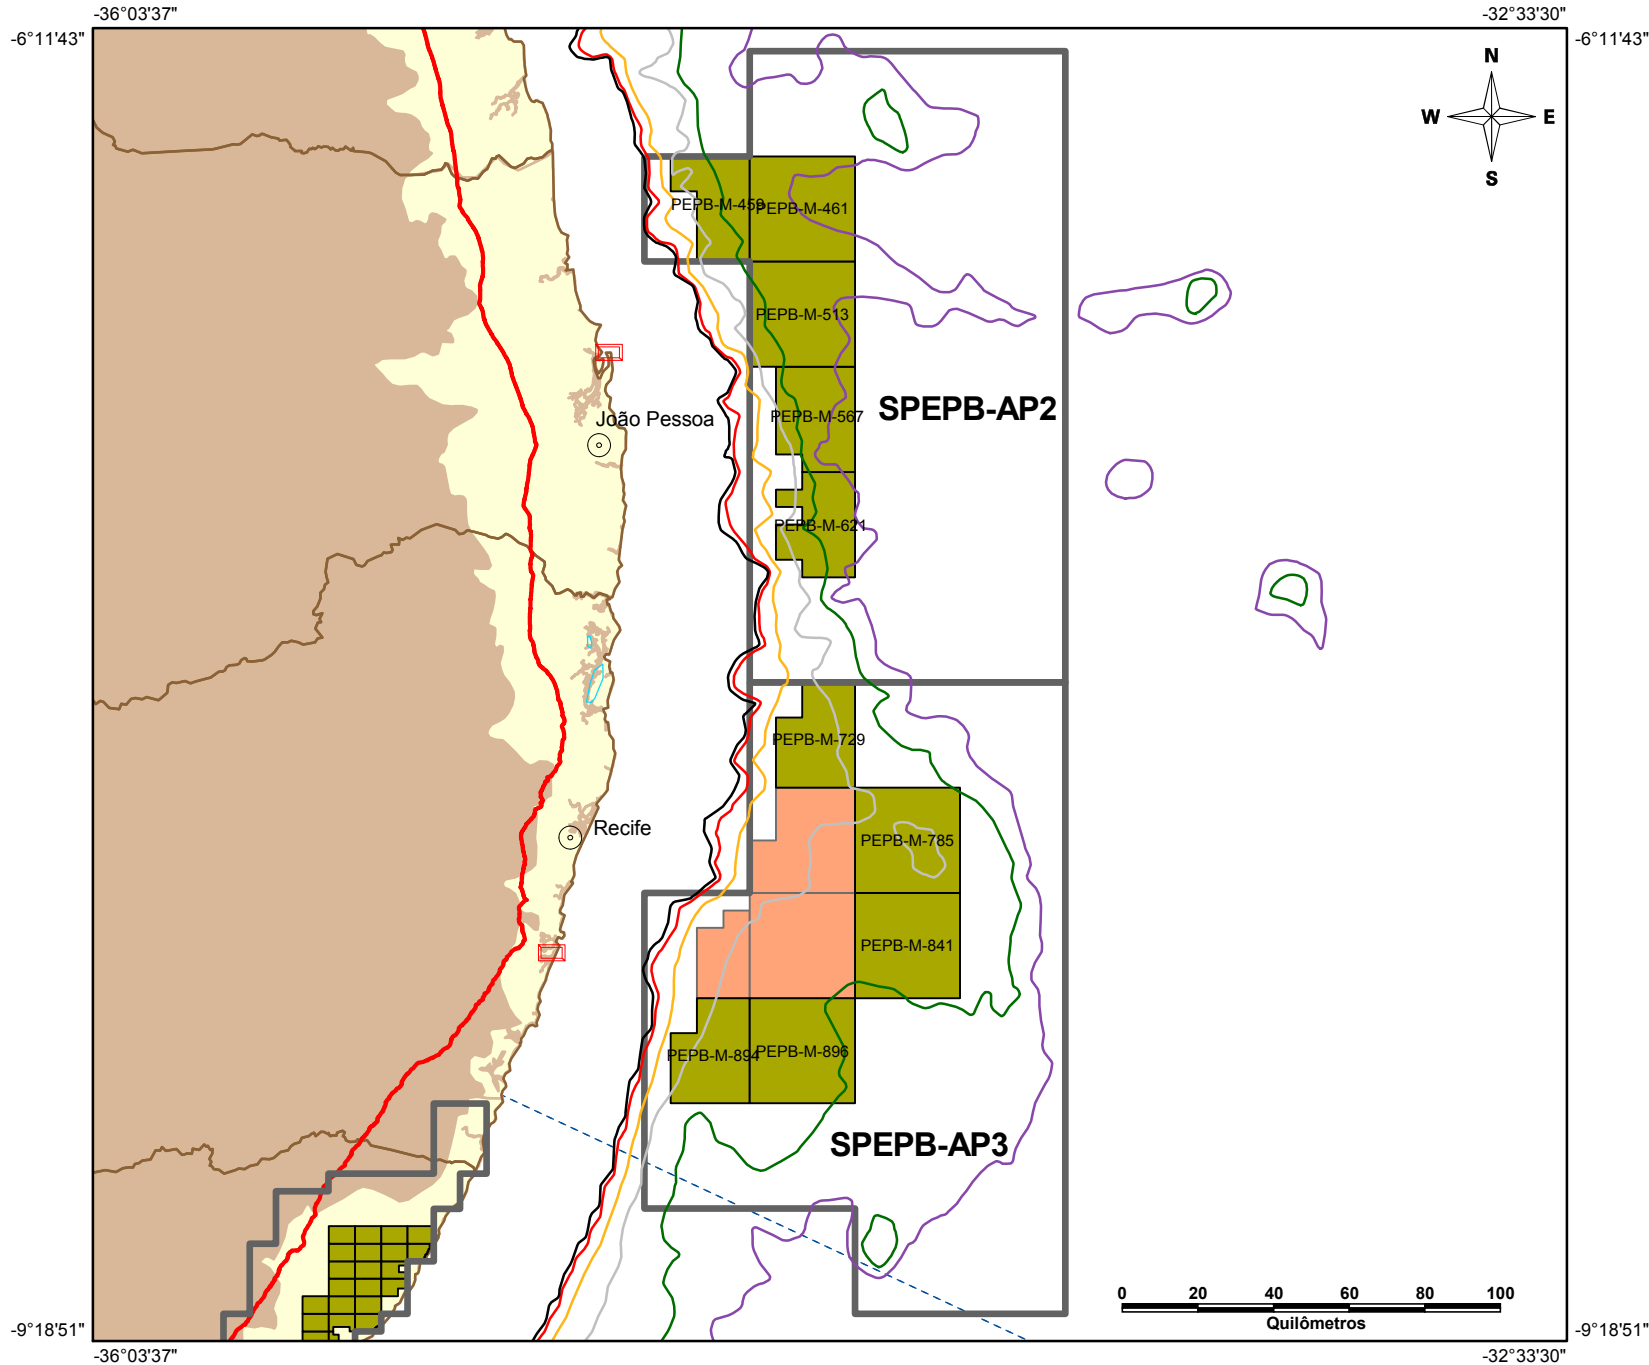 -36°03'37"
-32°33'30"
-6°11'43"
-6°11'43"
N
W
E
S
PEPB-M-459
PEPB-M-461
PEPB-M-513
SPEPB-AP2
PEPB-M-567
João Pessoa
PEPB-M-621
PEPB-M-729
Recife
PEPB-M-785
PEPB-M-841
PEPB-M-894
PEPB-M-896
SPEPB-AP3
0 20 40 60 80 100
Quilômetros
-9°18'51"
-9°18'51"
-36°03'37"
-32°33'30"